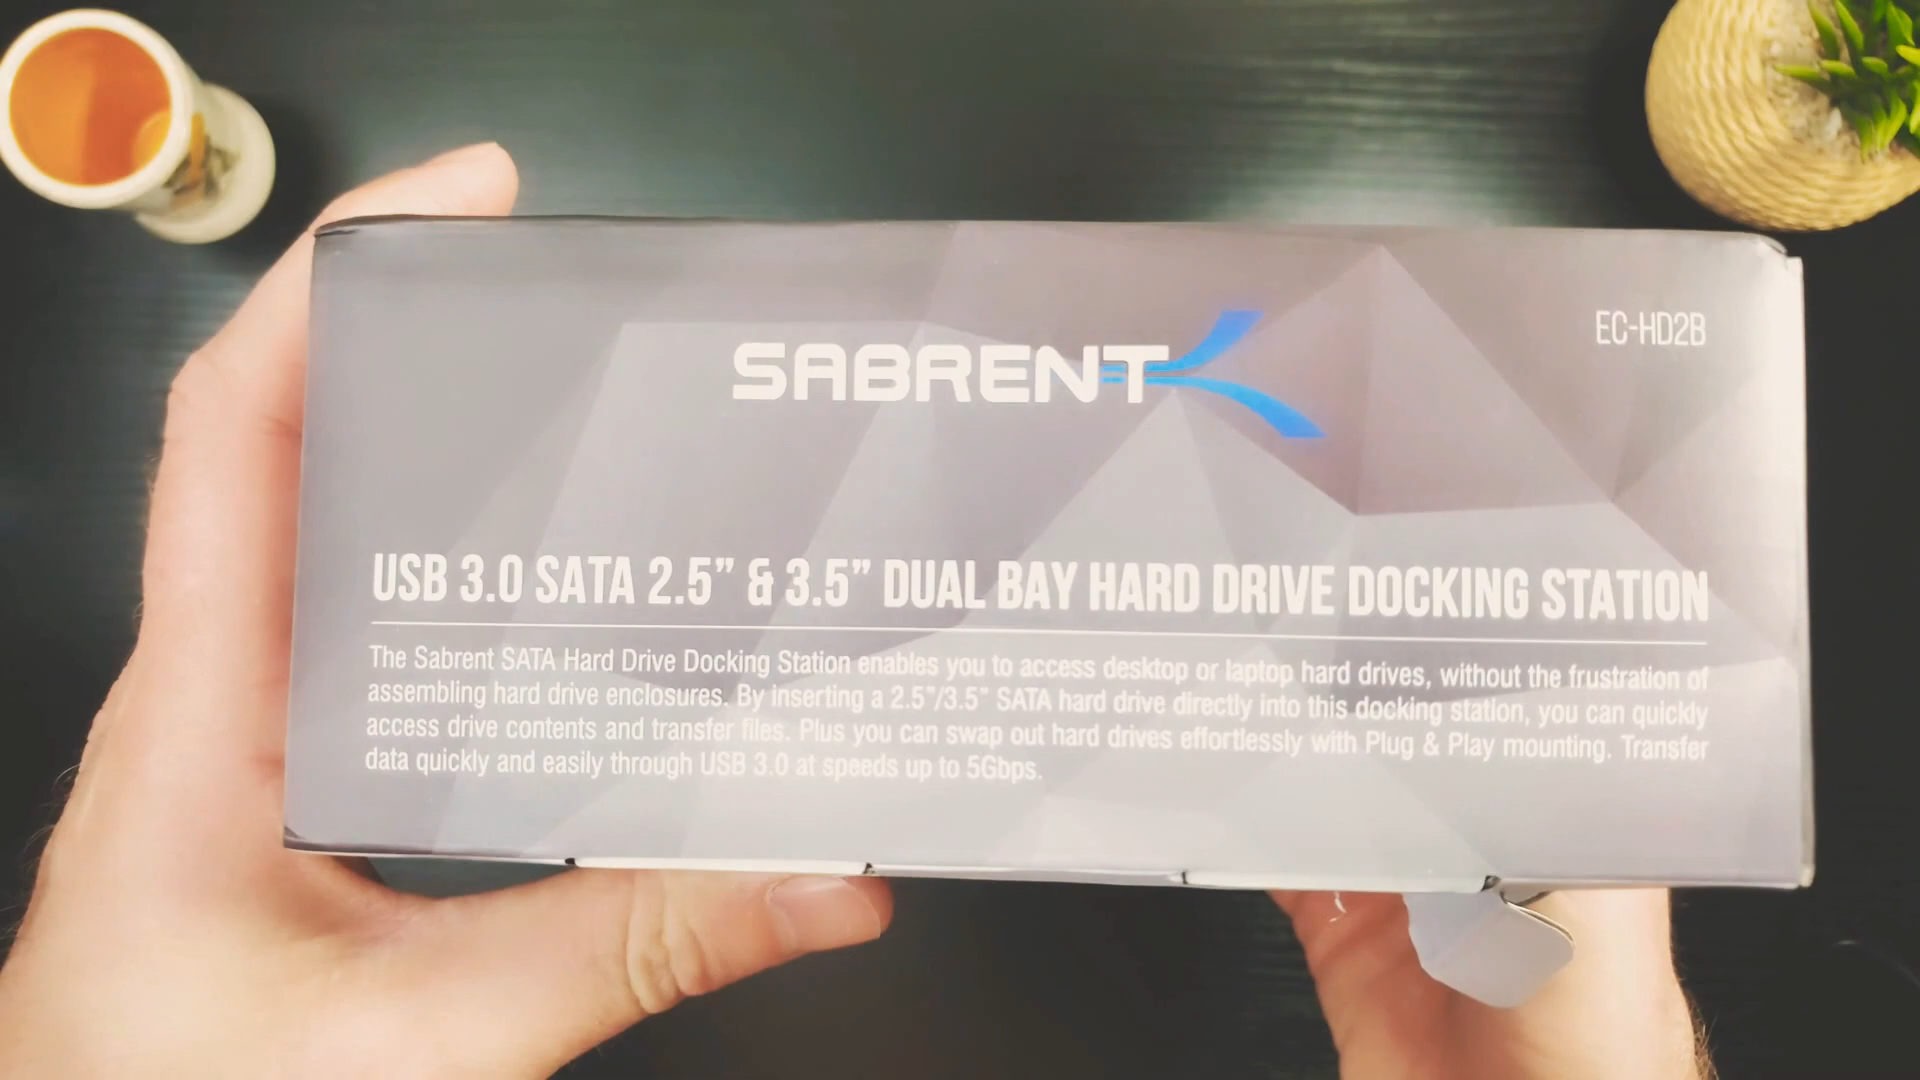 SABRENT
EC-HD2B
USB 3.0 SATA 2.5” & 3.5” DUAL BAY HARD DRIVE DOCKING STATION
The Sabrent SATA Hard Drive Docking Station enables you to access desktop or laptop hard drives, without the frustration of
assembling hard drive enclosures. By inserting a 2.5"/3.5" SATA hard drive directly into this docking station, you can quickly
access drive contents and transfer files. Plus you can swap out hard drives effortlessly with Plug & Play mounting. Transfer
data quickly and easily through USB 3.0 at speeds up to 5Gbps.